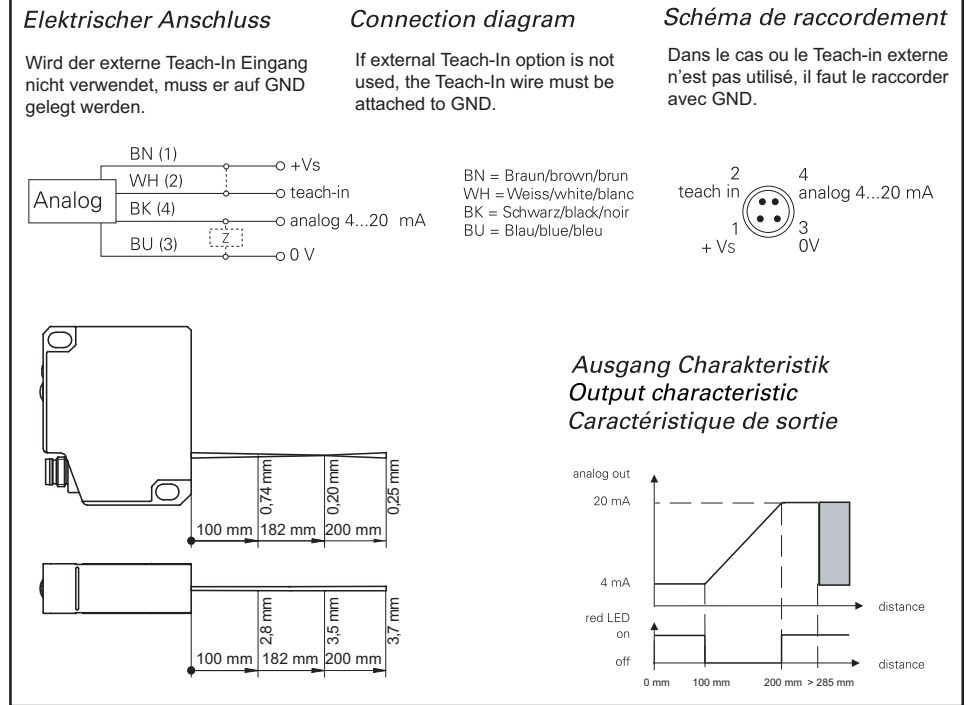 Elektrischer Anschluss
Wird der externe Teach-In Eingang
nicht verwendet, muss er auf GND
gelegt werden.
Connection diagram
If external Teach-In option is not
used, the Teach-In wire must be
attached to GND.
Schéma de raccordement
Dans le cas ou le Teach-in externe
n'est pas utilisé, il faut le raccorder
avec GND.
Analog
BN (1)
+Vs
WH (2)
teach-in
BK (4)
analog 4...20 mA
Z
BU (3)
0 V
BN = Braun/brown/brun
WH = Weiss/white/blanc
BK = Schwarz/black/noir
BU = Blau/blue/bleu
2
teach in
4
analog 4...20 mA
1
+ Vs
3
0V
0,74 mm
0,20 mm
0,25 mm
100 mm
182 mm
200 mm
2,8 mm
3,5 mm
3,7 mm
100 mm
182 mm
200 mm
Ausgang Charakteristik
Output characteristic
Caractéristique de sortie
analog out
20 mA
4 mA
distance
red LED
on
off
distance
0 mm
100 mm
200 mm
> 285 mm